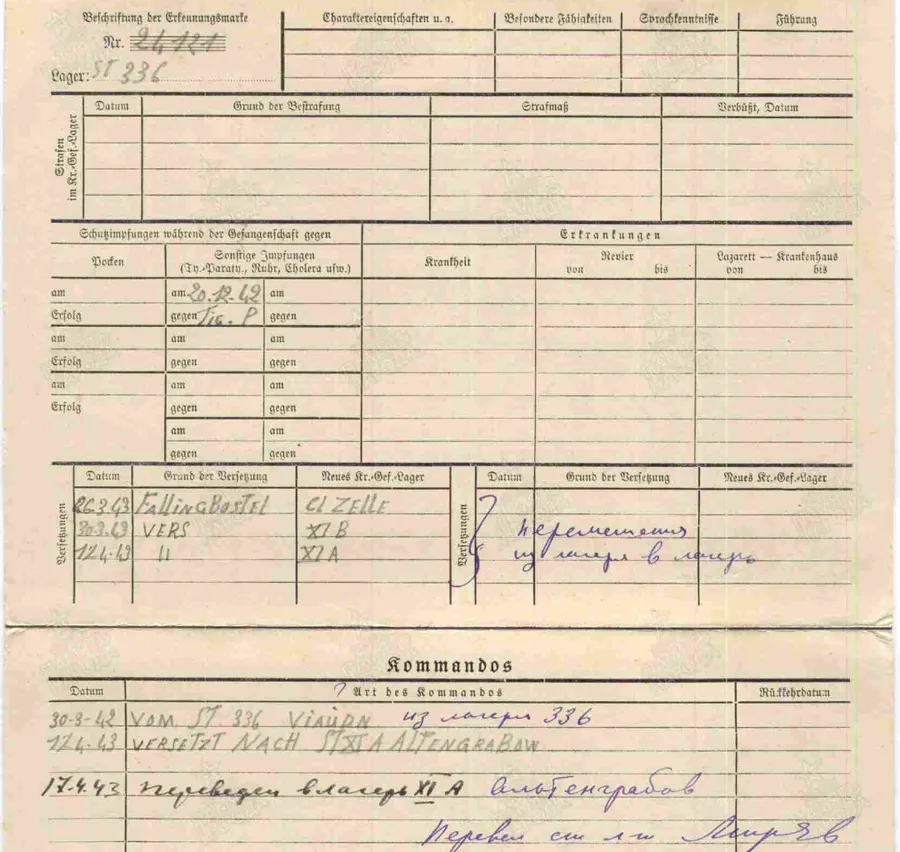 Beschriftung der Erkennungsmarke
Nr. 24121
Lager: ST 336
Charaktereigenschaften u. a.
Besondere Fähigkeiten
Sprachkenntnisse
Führung
Strafen im Kr.-Gef.-Lager
Datum
Grund der Bestrafung
Strafmaß
Verbüßt, Datum
Schutzimpfungen während der Gefangenschaft gegen
Erkrankungen
Pocken
Sonstige Impfungen
(Ty.-Paraty., Ruhr, Cholera usw.)
Krankheit
Revier
von bis
Lazarett — Krankenhaus
von bis
am am 20.12.42 am
Erfolg gegen gegen
am am am
Erfolg gegen gegen
am am am
Erfolg gegen gegen
am am
gegen gegen
Versetzungen
Datum Grund der Versetzung Neues Kr.-Gef.-Lager
26.3.43 FALLINGBOSTEL ZELLE
30.3.43 VERS XI B
12.4.43 " XI A
Versetzungen
Datum Grund der Versetzung Neues Kr.-Gef.-Lager
перемещения
из лагеря в лагерь
Kommandos
Datum ? Art des Kommandos Rückkehrdatum
30-3-42 VOM ST 336 из лагеря 336
12.4.43 VERSETZT NACH ST XI A ALTENGRABOW
17.4.43 переведен в лагерь XI А Альтенграбов
Перевел ст л-т